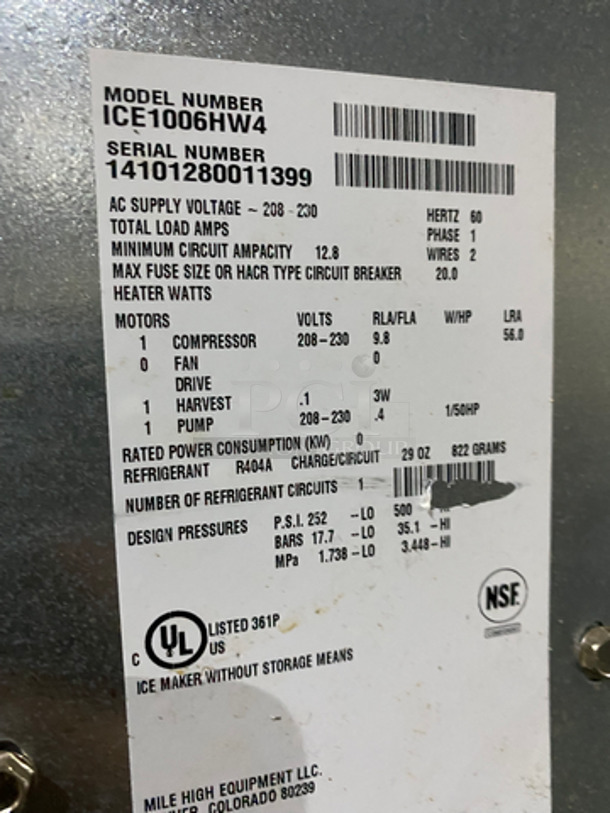 MODEL NUMBER
ICE1006HW4
SERIAL NUMBER
14101280011399
AC SUPPLY VOLTAGE ~ 208 - 230 HERTZ 60
TOTAL LOAD AMPS PHASE 1
MINIMUM CIRCUIT AMPACITY 12.8 WIRES 2
MAX FUSE SIZE OR HACR TYPE CIRCUIT BREAKER 20.0
HEATER WATTS
MOTORS VOLTS RLA/FLA W/HP LRA
1 COMPRESSOR 208-230 9.8 56.0
0 FAN 0
DRIVE
1 HARVEST .1 3W
1 PUMP 208-230 .4 1/50HP
RATED POWER CONSUMPTION (KW) 0
REFRIGERANT R404A CHARGE/CIRCUIT 29 OZ 822 GRAMS
NUMBER OF REFRIGERANT CIRCUITS 1
DESIGN PRESSURES P.S.I. 252 -LO 500
BARS 17.7 -LO 35.1 -HI
MPa 1.738-LO 3.448-HI
NSF
C UL US LISTED 361P
ICE MAKER WITHOUT STORAGE MEANS
MILE HIGH EQUIPMENT LLC.
COLORADO 80239